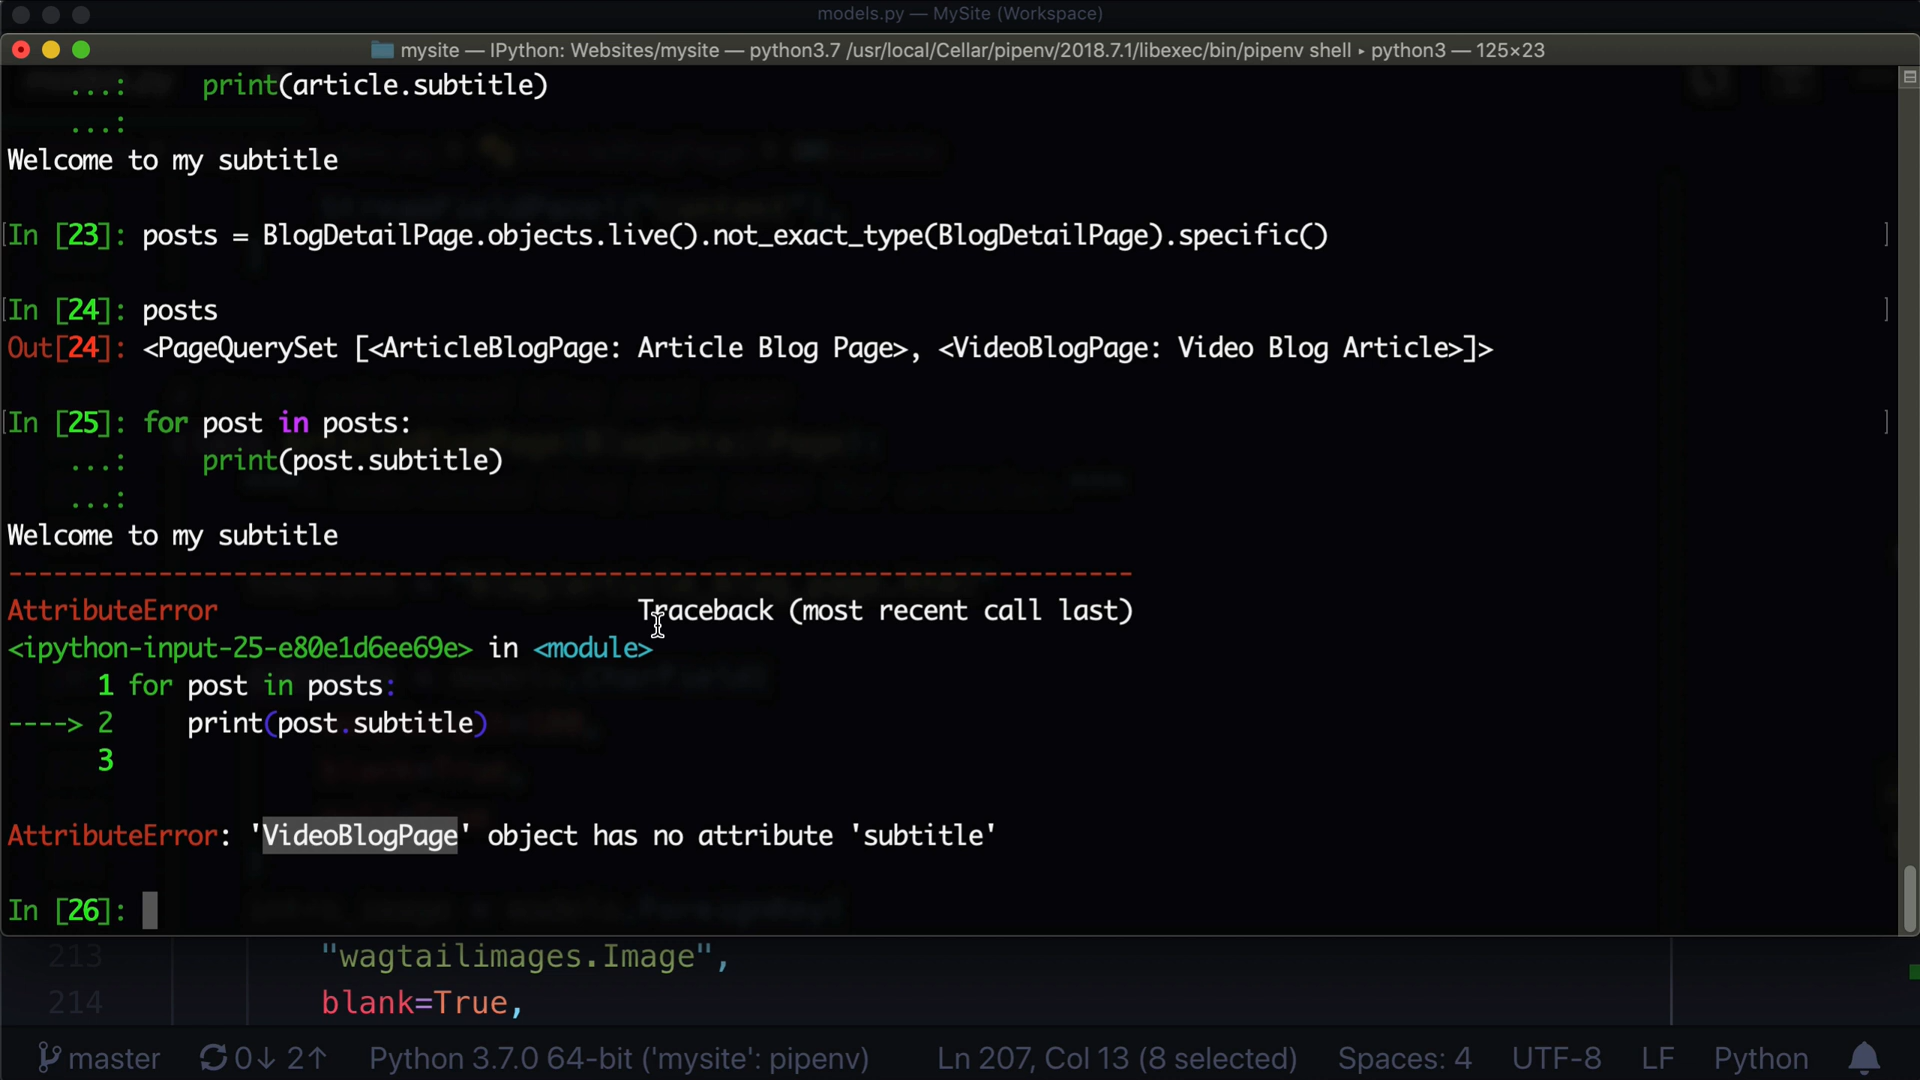 models.py — MySite (Workspace)
mysite — IPython: Websites/mysite — python3.7 /usr/local/Cellar/pipenv/2018.7.1/libexec/bin/pipenv shell ▸ python3 — 125×23
...:     print(article.subtitle)
...:
Welcome to my subtitle
In [23]: posts = BlogDetailPage.objects.live().not_exact_type(BlogDetailPage).specific()
In [24]: posts
Out[24]: <PageQuerySet [<ArticleBlogPage: Article Blog Page>, <VideoBlogPage: Video Blog Article>]>
In [25]: for post in posts:
...:     print(post.subtitle)
...:
Welcome to my subtitle
---------------------------------------------------------------------------
AttributeError                            Traceback (most recent call last)
<ipython-input-25-e80e1d6ee69e> in <module>
1 for post in posts:
----> 2     print(post.subtitle)
3
AttributeError: 'VideoBlogPage' object has no attribute 'subtitle'
In [26]:
213 "wagtailimages.Image",
214 blank=True,
master 0↓ 2↑ Python 3.7.0 64-bit ('mysite': pipenv) Ln 207, Col 13 (8 selected) Spaces: 4 UTF-8 LF Python